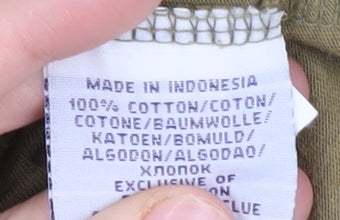 MADE IN INDONESIA
100% COTTON/COTON/
COTONE/BAUMWOLLE/
KATOEN/BOMULD/
ALGODON/ALGODAO/
ХЛОПОК
EXCLUSIVE OF